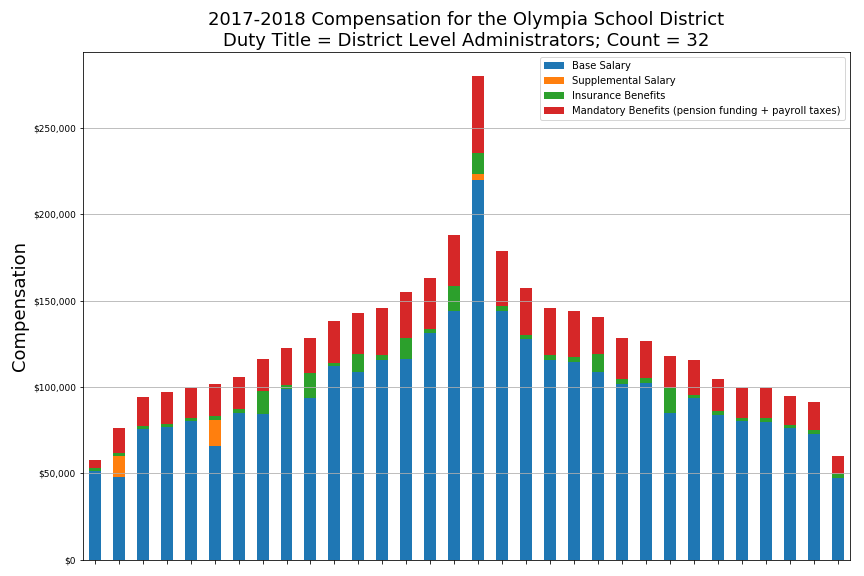 2017-2018 Compensation for the Olympia School District
Duty Title = District Level Administrators; Count = 32
Base Salary
Supplemental Salary
Insurance Benefits
Mandatory Benefits (pension funding + payroll taxes)
Compensation
$250,000
$200,000
$150,000
$100,000
$50,000
$0